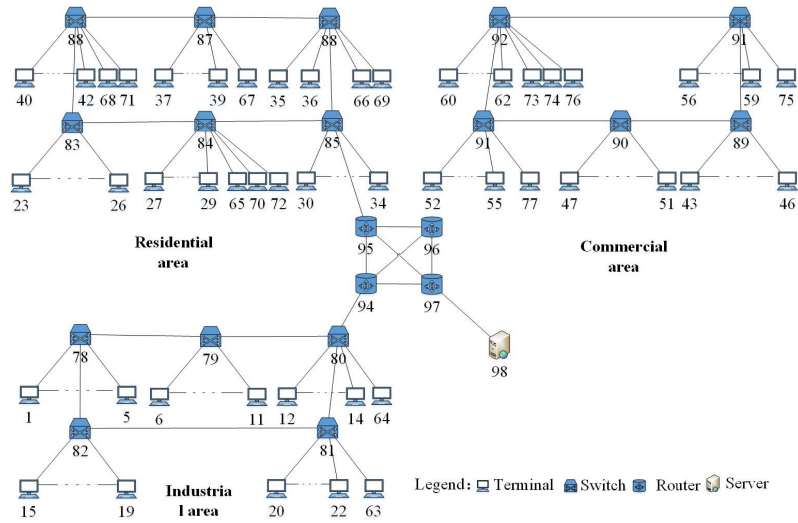 88 87 88 92 91
40 42 68 71 37 39 67 35 36 66 69 60 62 73 74 76 56 59 75
83 84 85 91 90 89
23 26 27 29 65 70 72 30 34 52 55 77 47 51 43 46
Residential
area
Commercial
area
95 96
94 97
98
78 79 80
1 5 6 11 12 14 64
82 81
15 19 20 22 63
Industria
l area
Legend: Terminal Switch Router Server